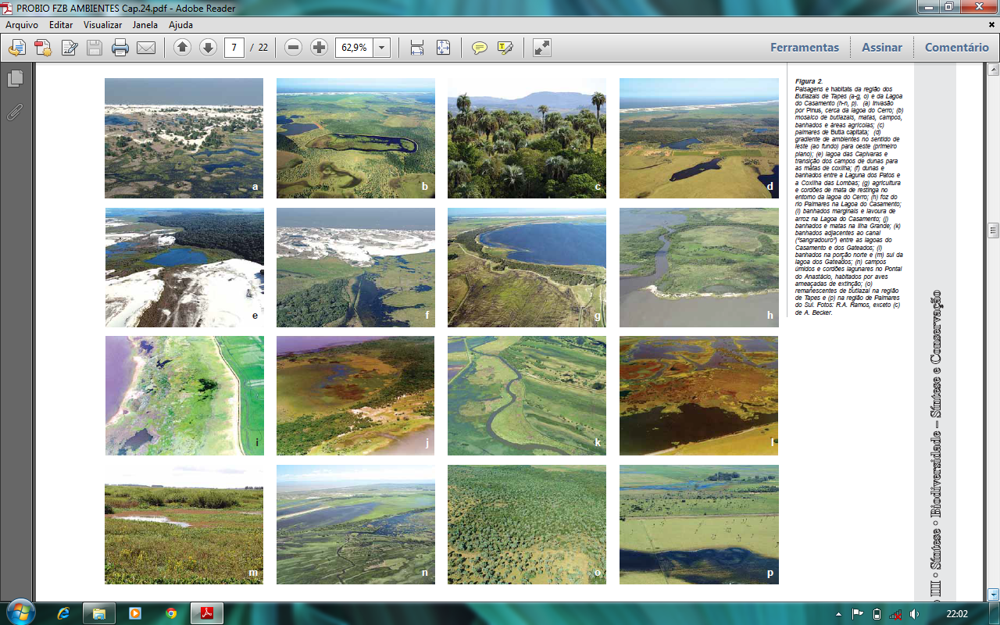 PROBIO FZB AMBIENTES Cap.24.pdf - Adobe Reader
Arquivo Editar Visualizar Janela Ajuda
7 / 22 62,9% Ferramentas Assinar Comentário
a
b
c
d
e
f
g
h
i
j
k
l
m
n
o
p
Figura 2.
Paisagens e habitats da região dos
Butiazais de Tapes (a-g, o) e da Lagoa
do Casamento (h-n, p). (a) Invasão
por Pinus, cerca da lagoa do Cerro; (b)
mosaico de butiazais, matas, campos,
banhados e áreas agrícolas; (c)
palmares de Butia capitata; (d)
gradiente de ambientes no sentido de
leste (ao fundo) para oeste (primeiro
plano); (e) lagoa das Capivaras e
transição dos campos de dunas para
as matas de coxilha; (f) dunas e
banhados entre a Laguna dos Patos e
a Coxilha das Lombas; (g) agricultura
e cordões de mata de restinga no
entorno da lagoa do Cerro; (h) foz do
rio Palmares na Lagoa do Casamento;
(i) banhados marginais e lavoura de
arroz na Lagoa do Casamento; (j)
banhados e matas na Ilha Grande; (k)
banhados adjacentes ao canal
("sangradouro") entre as lagoas do
Casamento e dos Gateados; (l)
banhados na porção norte e (m) sul da
lagoa dos Gateados; (n) campos
úmidos e cordões lagunares no Pontal
do Anastácio, habitados por aves
ameaçadas de extinção; (o)
remanescentes de butiazal na região
de Tapes e (p) na região de Palmares
do Sul. Fotos: R.A. Ramos, exceto (c)
de A. Becker.
III • Síntese • Biodiversidade – Síntese e Conservação
22:02